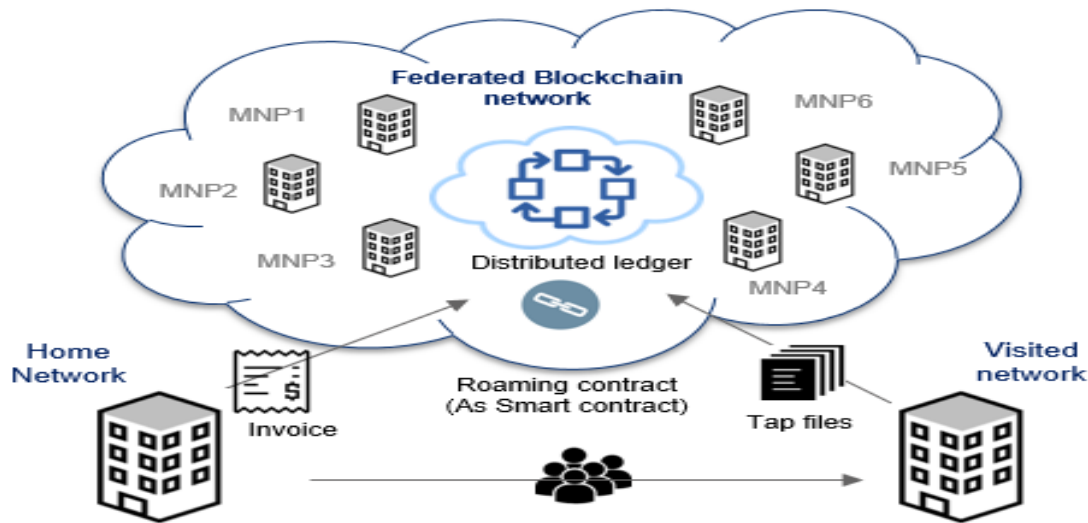 Federated Blockchain
network
MNP1
MNP6
MNP2
MNP5
MNP3
Distributed ledger
MNP4
Home
Network
Visited
network
$
Invoice
Roaming contract
(As Smart contract)
Tap files